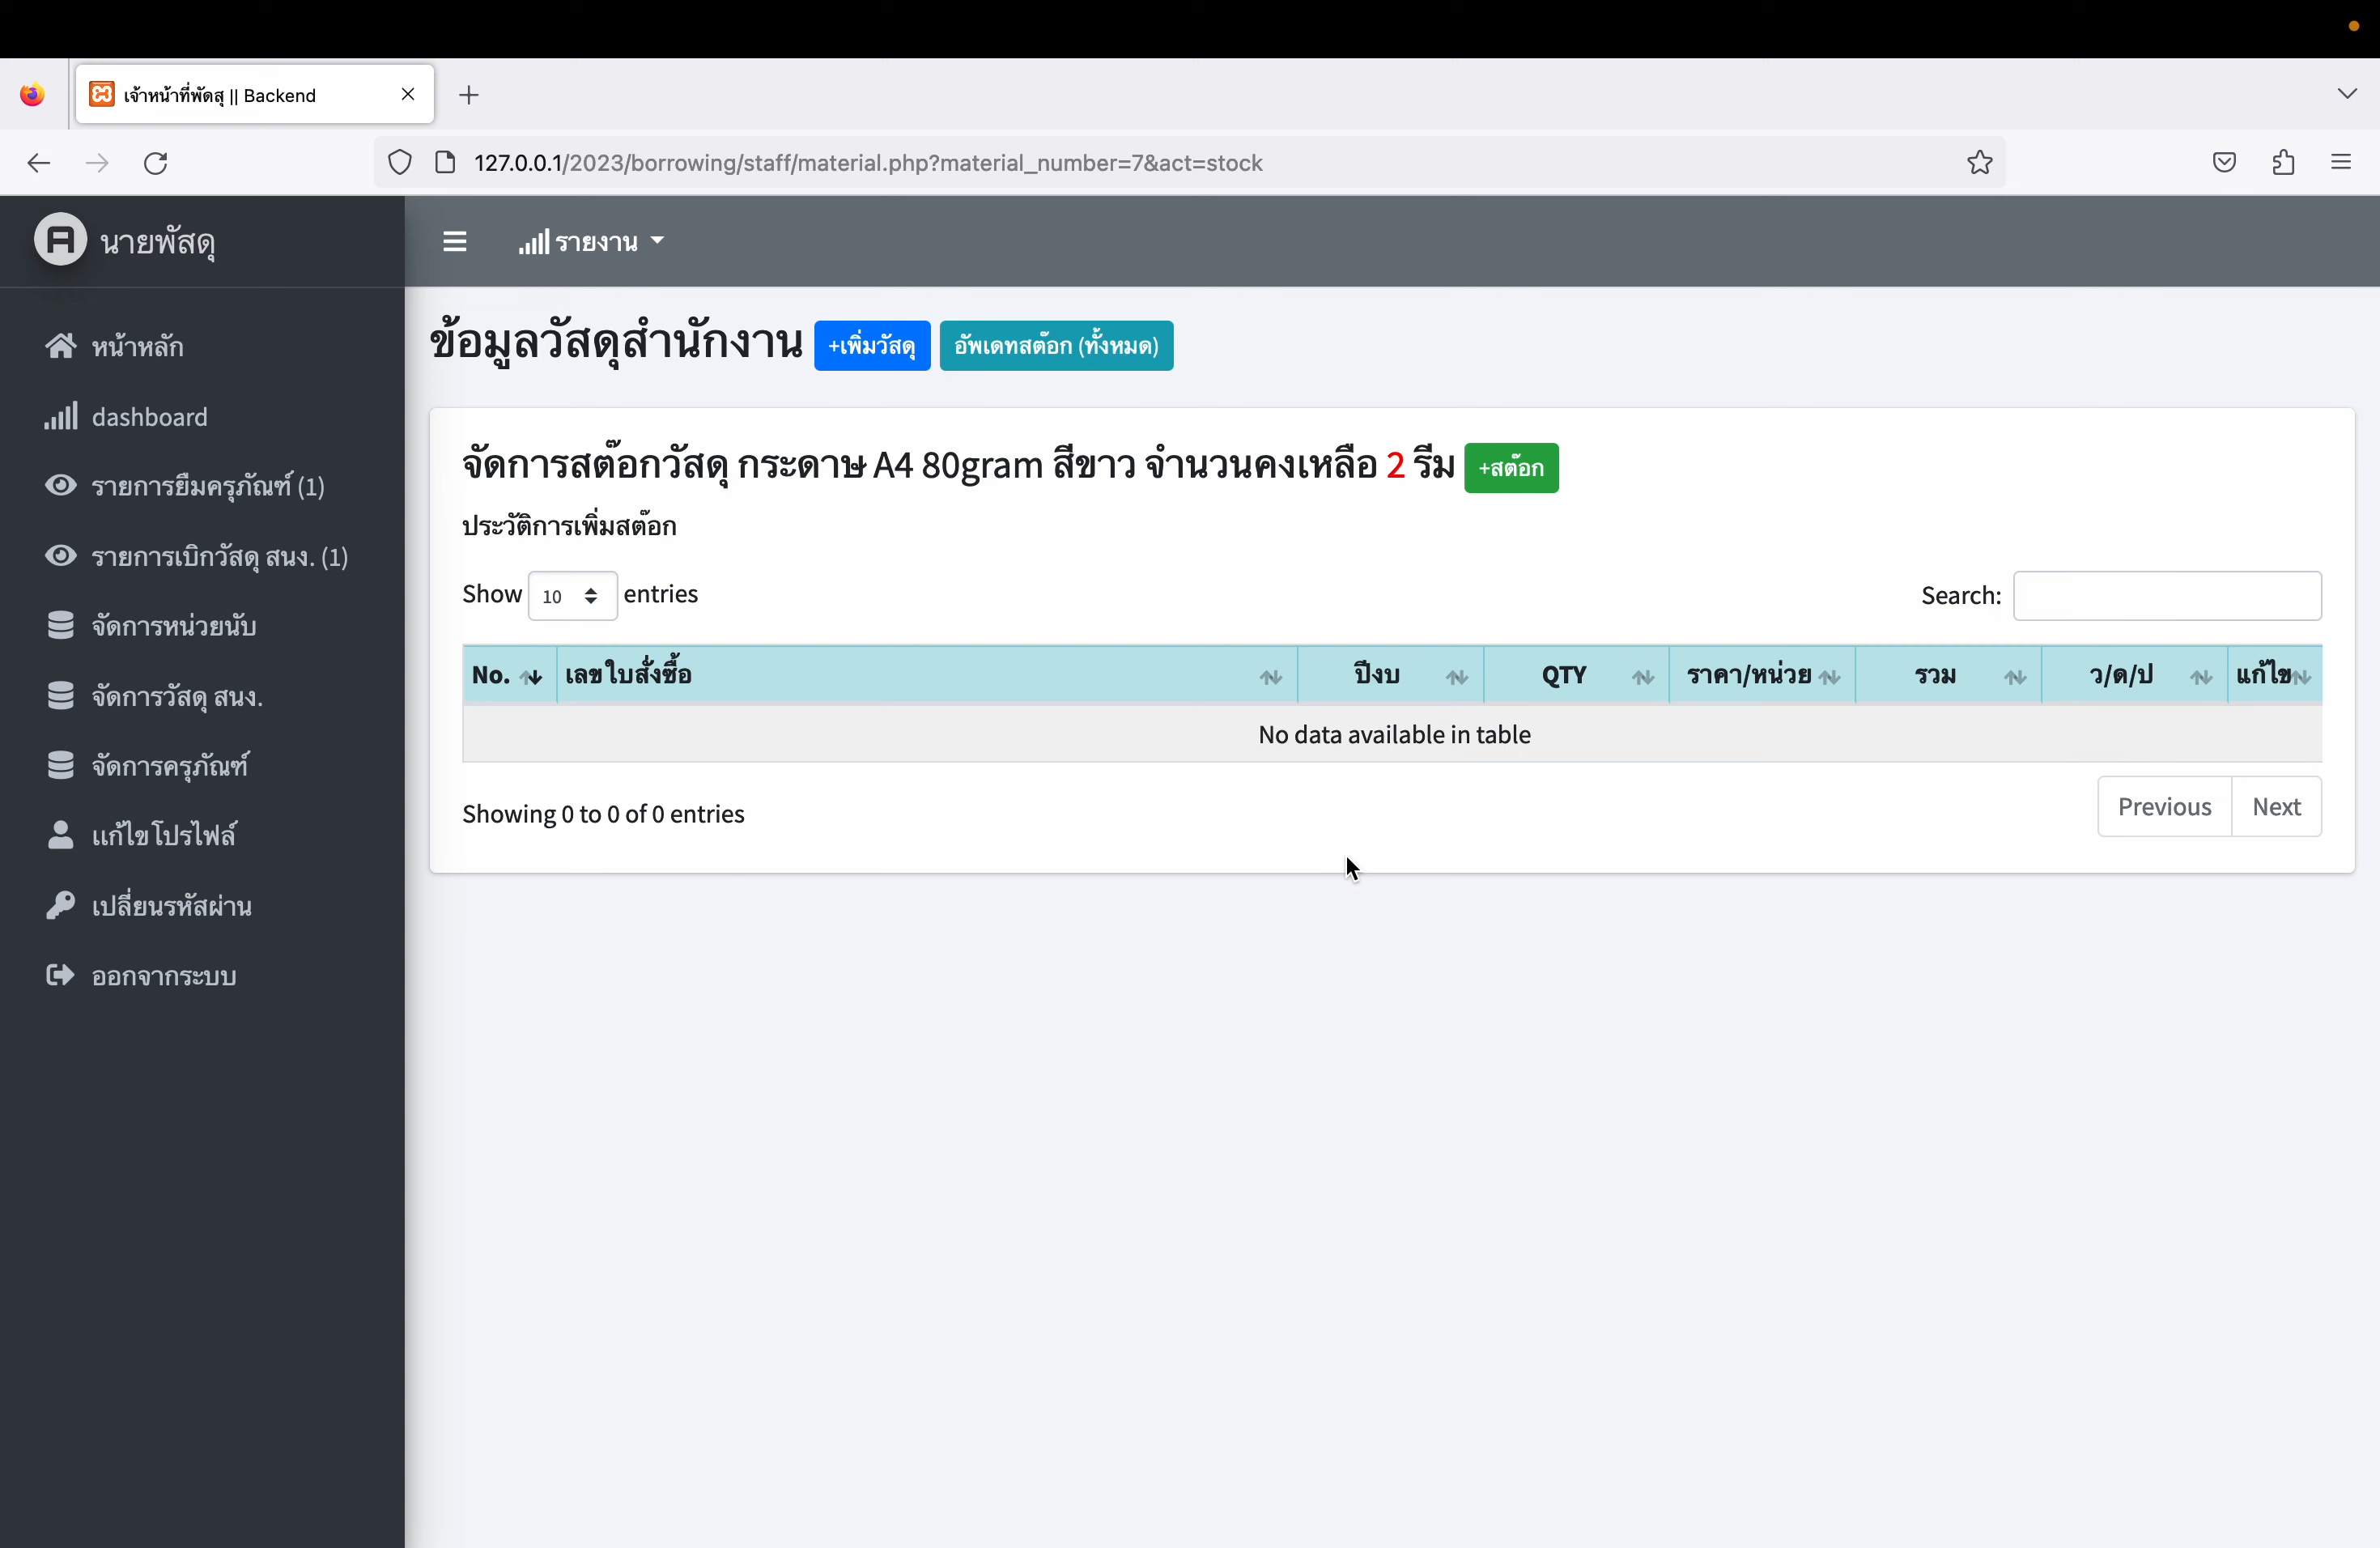 เจ้าหน้าที่พัดสุ || Backend
127.0.0.1/2023/borrowing/staff/material.php?material_number=7&act=stock
นายพัสดุ
รายงาน
หน้าหลัก
dashboard
รายการยืมครุภัณฑ์ (1)
รายการเบิกวัสดุ สนง. (1)
จัดการหน่วยนับ
จัดการวัสดุ สนง.
จัดการครุภัณฑ์
แก้ไขโปรไฟล์
เปลี่ยนรหัสผ่าน
ออกจากระบบ
ข้อมูลวัสดุสำนักงาน +เพิ่มวัสดุ อัพเดทสต๊อก (ทั้งหมด)
จัดการสต๊อกวัสดุ กระดาษ A4 80gram สีขาว จำนวนคงเหลือ 2 รีม +สต๊อก
ประวัติการเพิ่มสต๊อก
Show 10 entries Search:
No. เลขใบสั่งซื้อ ปีงบ QTY ราคา/หน่วย รวม ว/ด/ป แก้ไข
No data available in table
Showing 0 to 0 of 0 entries Previous Next